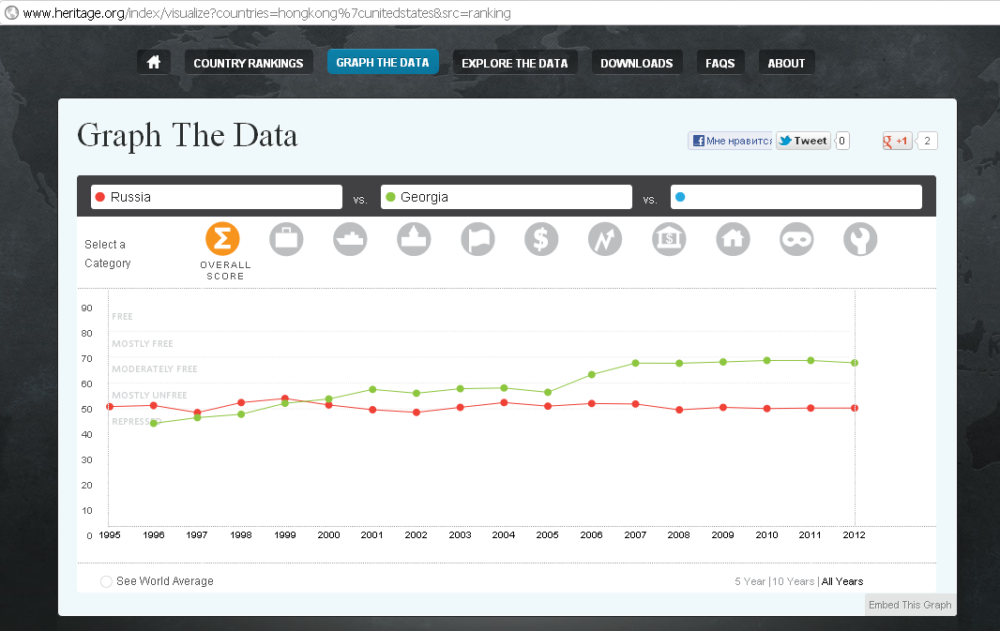 www.heritage.org/index/visualize?countries=hongkong%7cunitedstates&src=ranking
COUNTRY RANKINGS GRAPH THE DATA EXPLORE THE DATA DOWNLOADS FAQS ABOUT
Graph The Data
Мне нравится Tweet 0 +1 2
Russia vs. Georgia vs.
Select a
Category
OVERALL
SCORE
90
FREE
80
MOSTLY FREE
70
MODERATELY FREE
60
MOSTLY UNFREE
50
REPRESSED
40
30
20
10
0 1995 1996 1997 1998 1999 2000 2001 2002 2003 2004 2005 2006 2007 2008 2009 2010 2011 2012
See World Average 5 Year | 10 Years | All Years
Embed This Graph